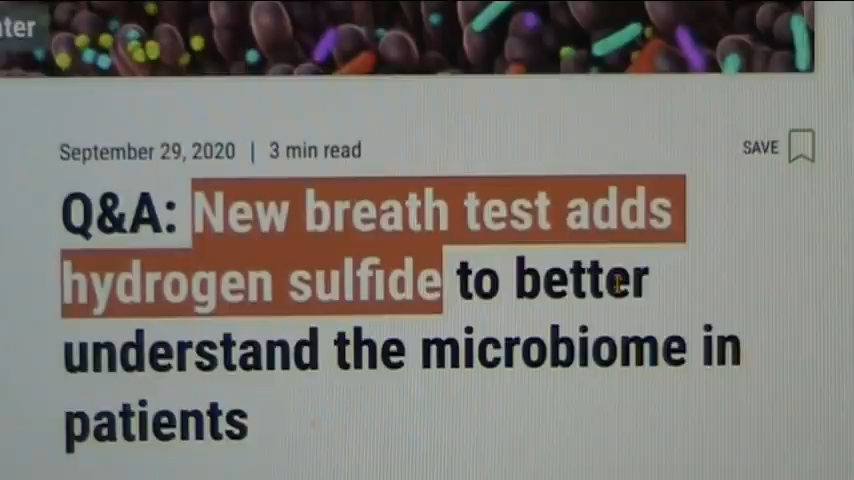 ter
September 29, 2020 | 3 min read
SAVE
Q&A: New breath test adds
hydrogen sulfide to better
understand the microbiome in
patients